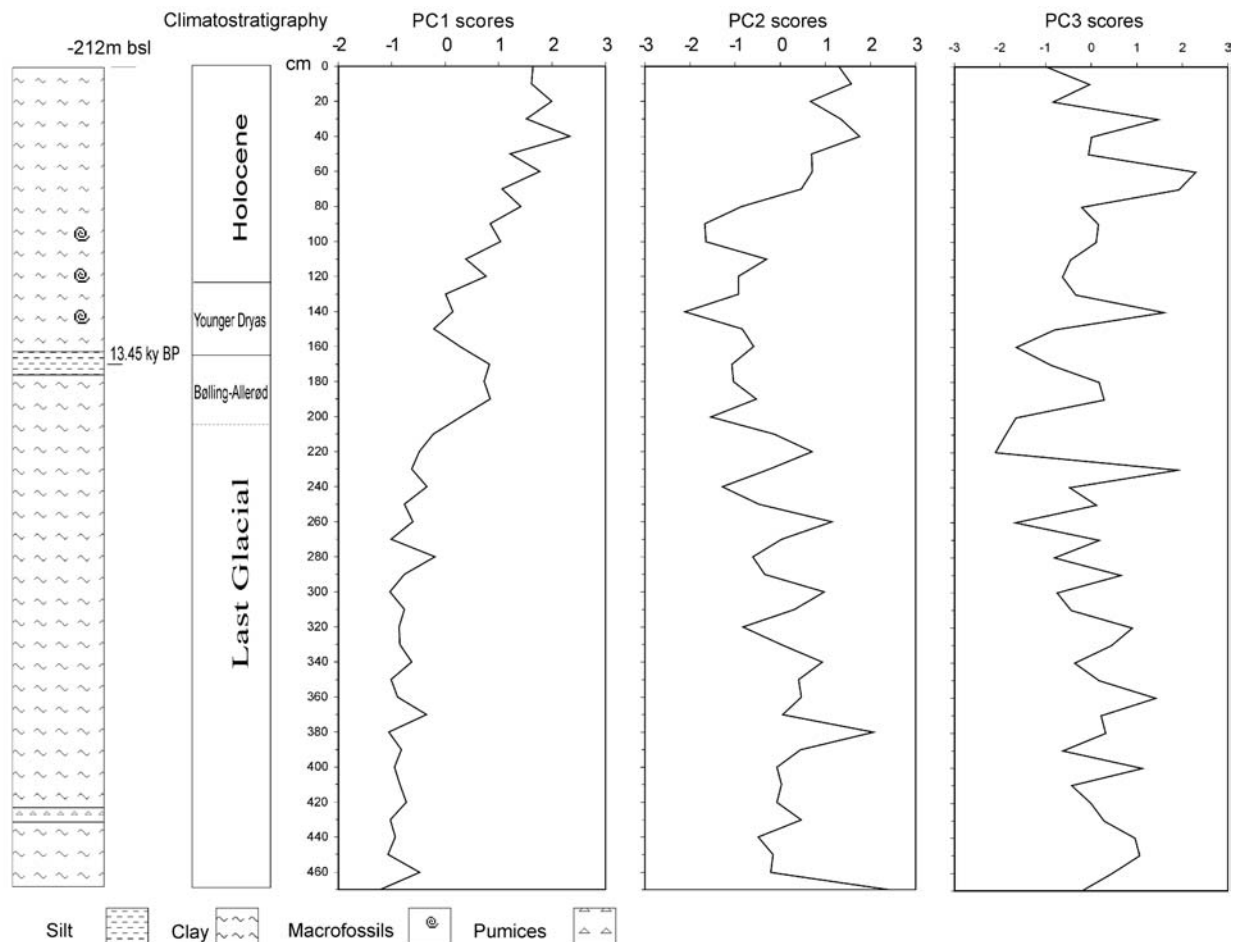 Climatostratigraphy PC1 scores PC2 scores PC3 scores
-212m bsl
-2 -1 0 1 2 3 -3 -2 -1 0 1 2 3 -3 -2 -1 0 1 2 3
cm
0
20
40
60
80
100
120
140
160
180
200
220
240
260
280
300
320
340
360
380
400
420
440
460
Holocene
Younger Dryas
13.45 ky BP
Bølling-Allerød
Last Glacial
Silt Clay Macrofossils Pumices